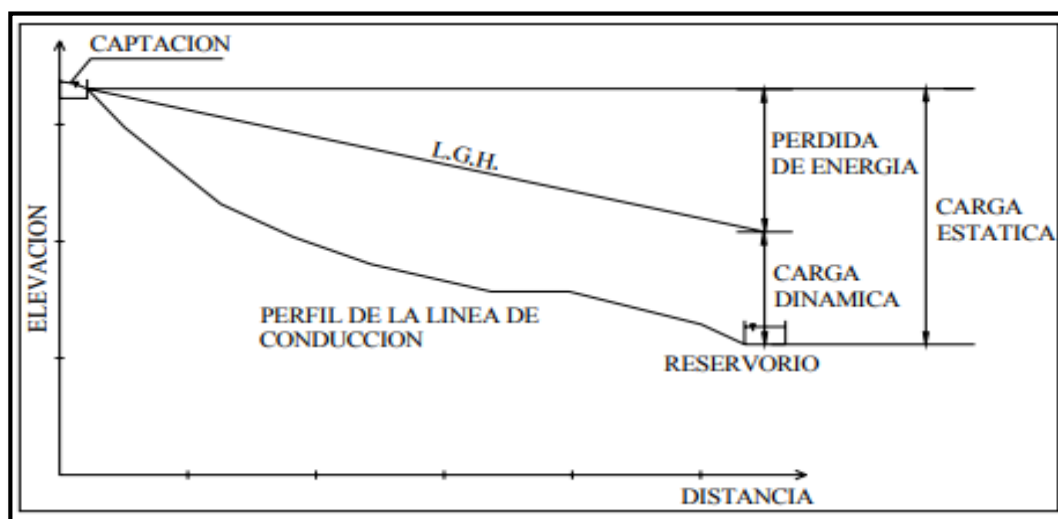 CAPTACION
L.G.H.
PERDIDA
DE ENERGIA
CARGA
ESTATICA
CARGA
DINAMICA
ELEVACION
PERFIL DE LA LINEA DE
CONDUCCION
RESERVORIO
DISTANCIA